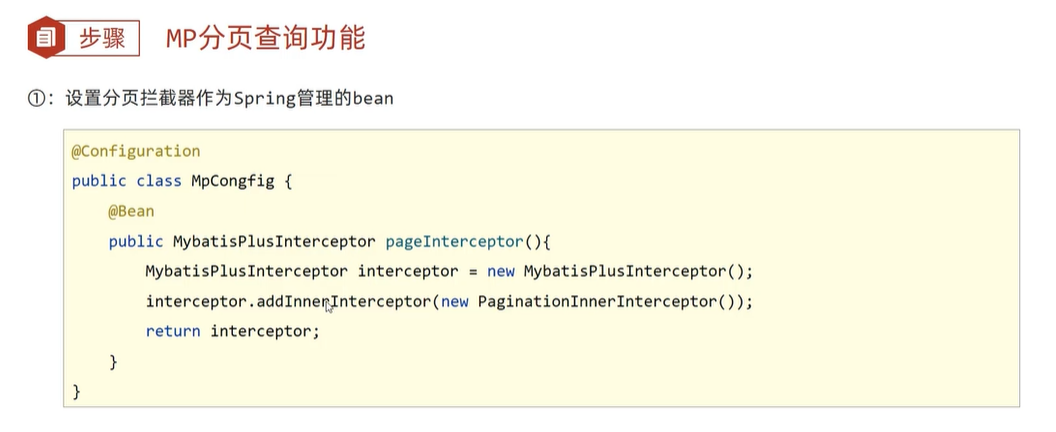 步骤 MP分页查询功能
①：设置分页拦截器作为Spring管理的bean
@Configuration
public class MpCongfig {
    @Bean
    public MybatisPlusInterceptor pageInterceptor(){
        MybatisPlusInterceptor interceptor = new MybatisPlusInterceptor();
        interceptor.addInnerInterceptor(new PaginationInnerInterceptor());
        return interceptor;
    }
}